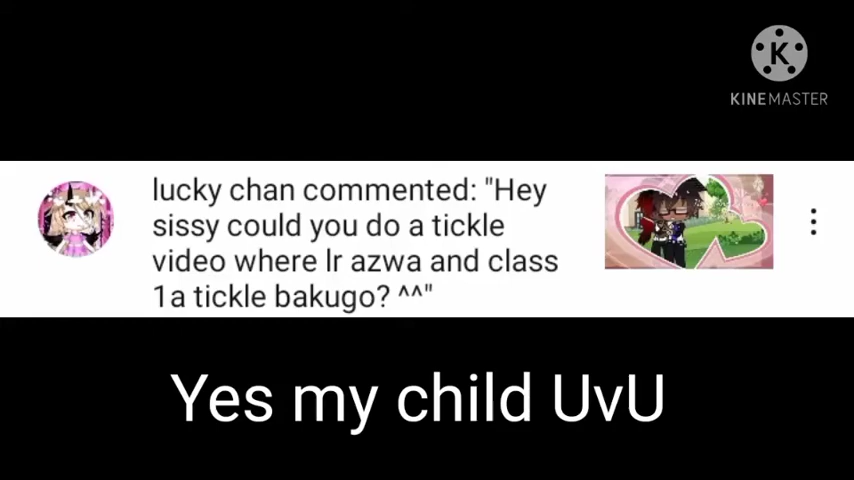 K
KINEMASTER
lucky chan commented: "Hey
sissy could you do a tickle
video where lr azwa and class
1a tickle bakugo? ^^"
Yes my child UvU